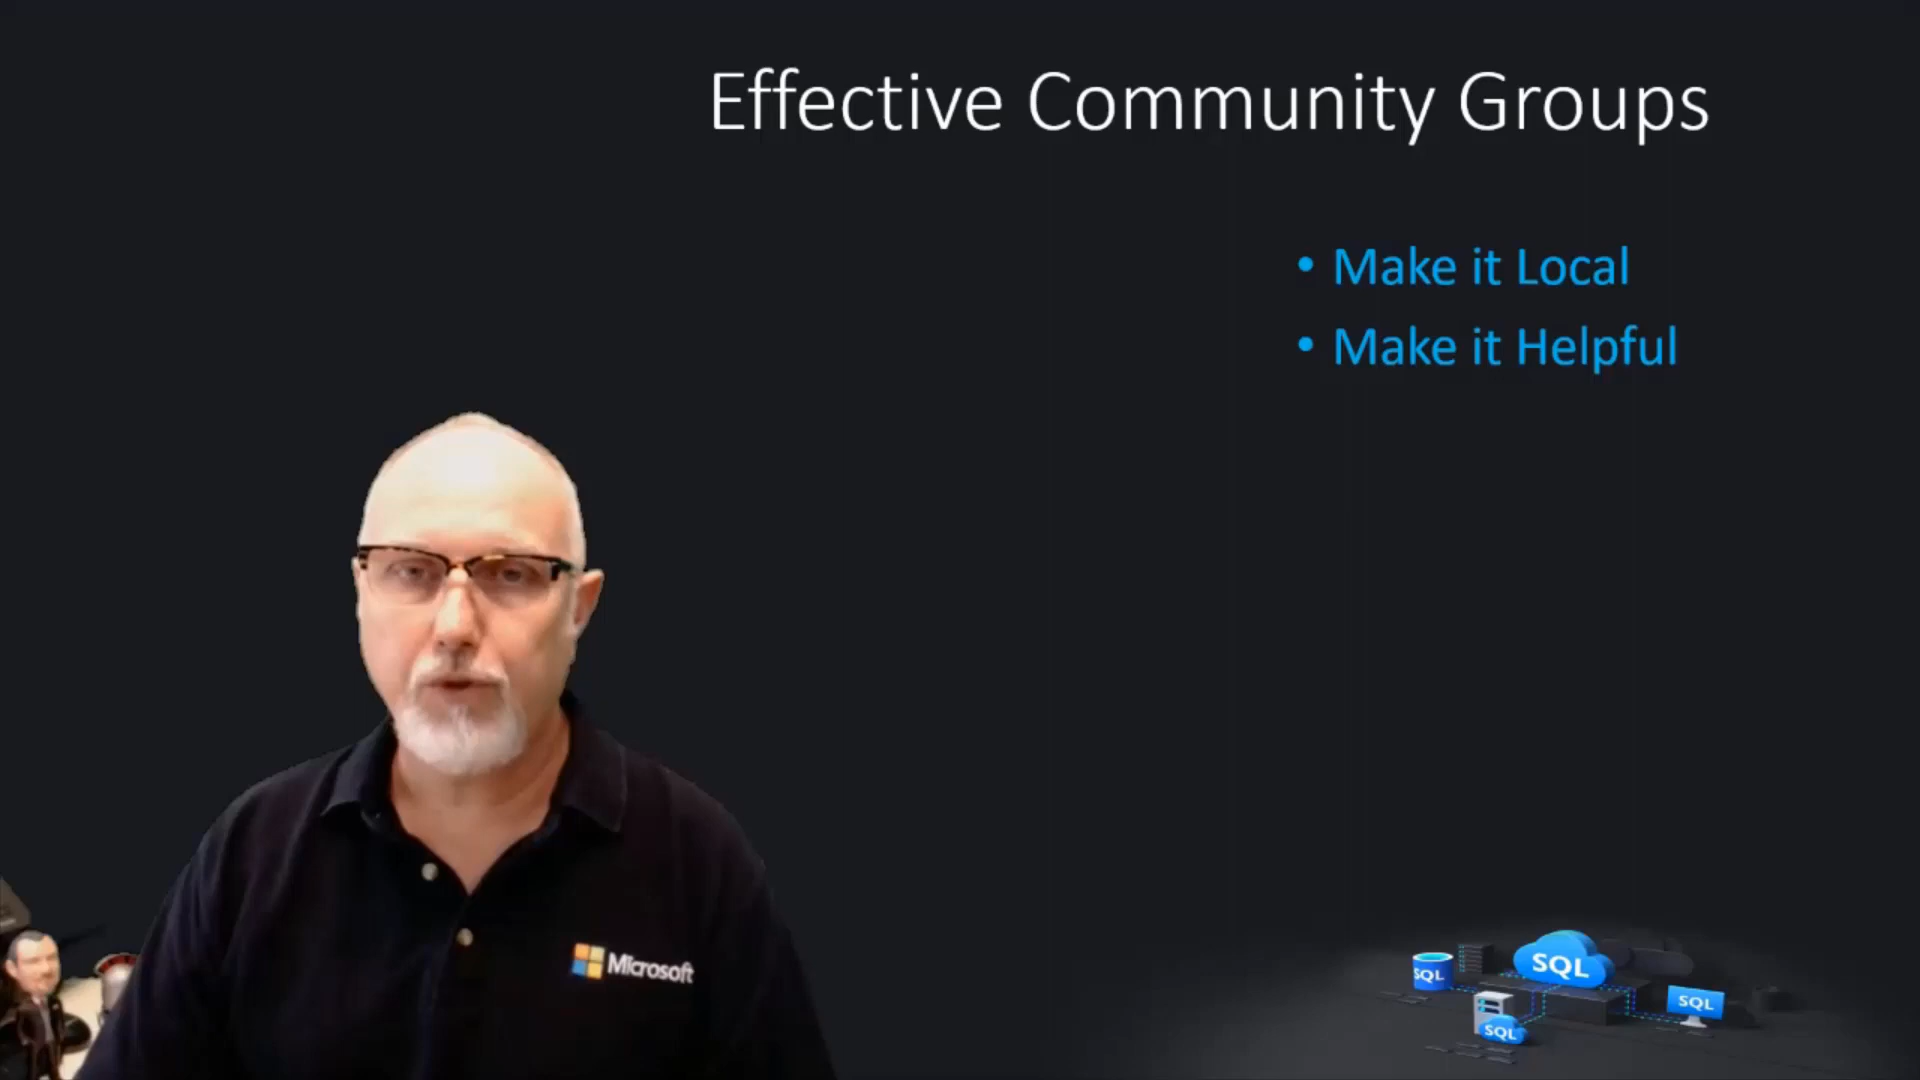 Effective Community Groups
• Make it Local
• Make it Helpful
Microsoft
SQL
SQL
SQL
SQL